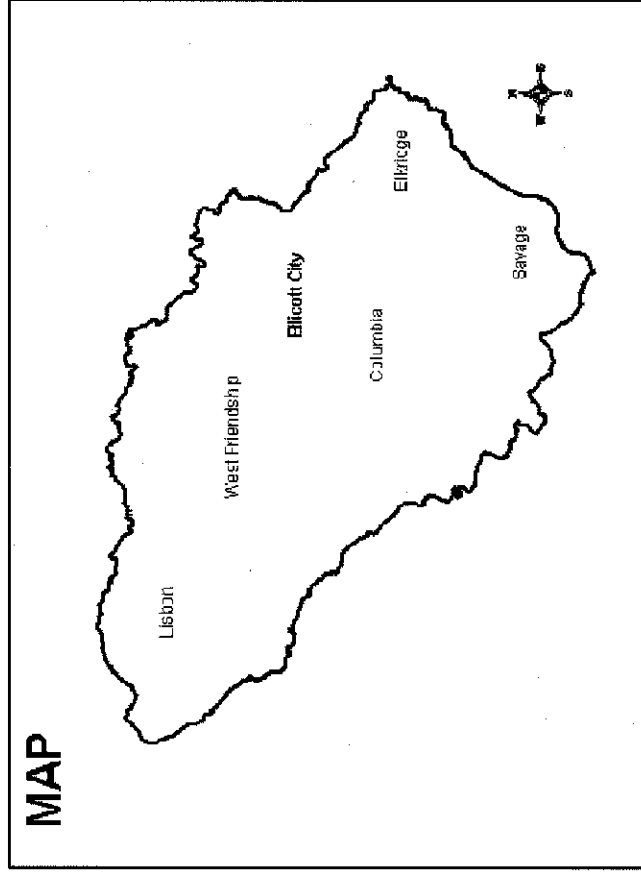 MAP
Lisbon
West Friendship
Ellicott City
Columbia
Elkridge
Savage
N
W E
S